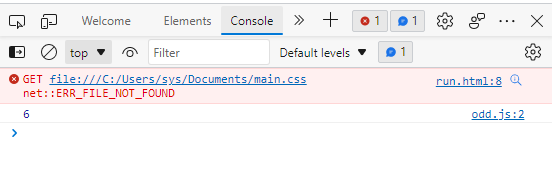 Welcome Elements Console 1 1
top Filter Default levels 1
GET file:///C:/Users/sys/Documents/main.css run.html:8
net::ERR_FILE_NOT_FOUND
6 odd.js:2